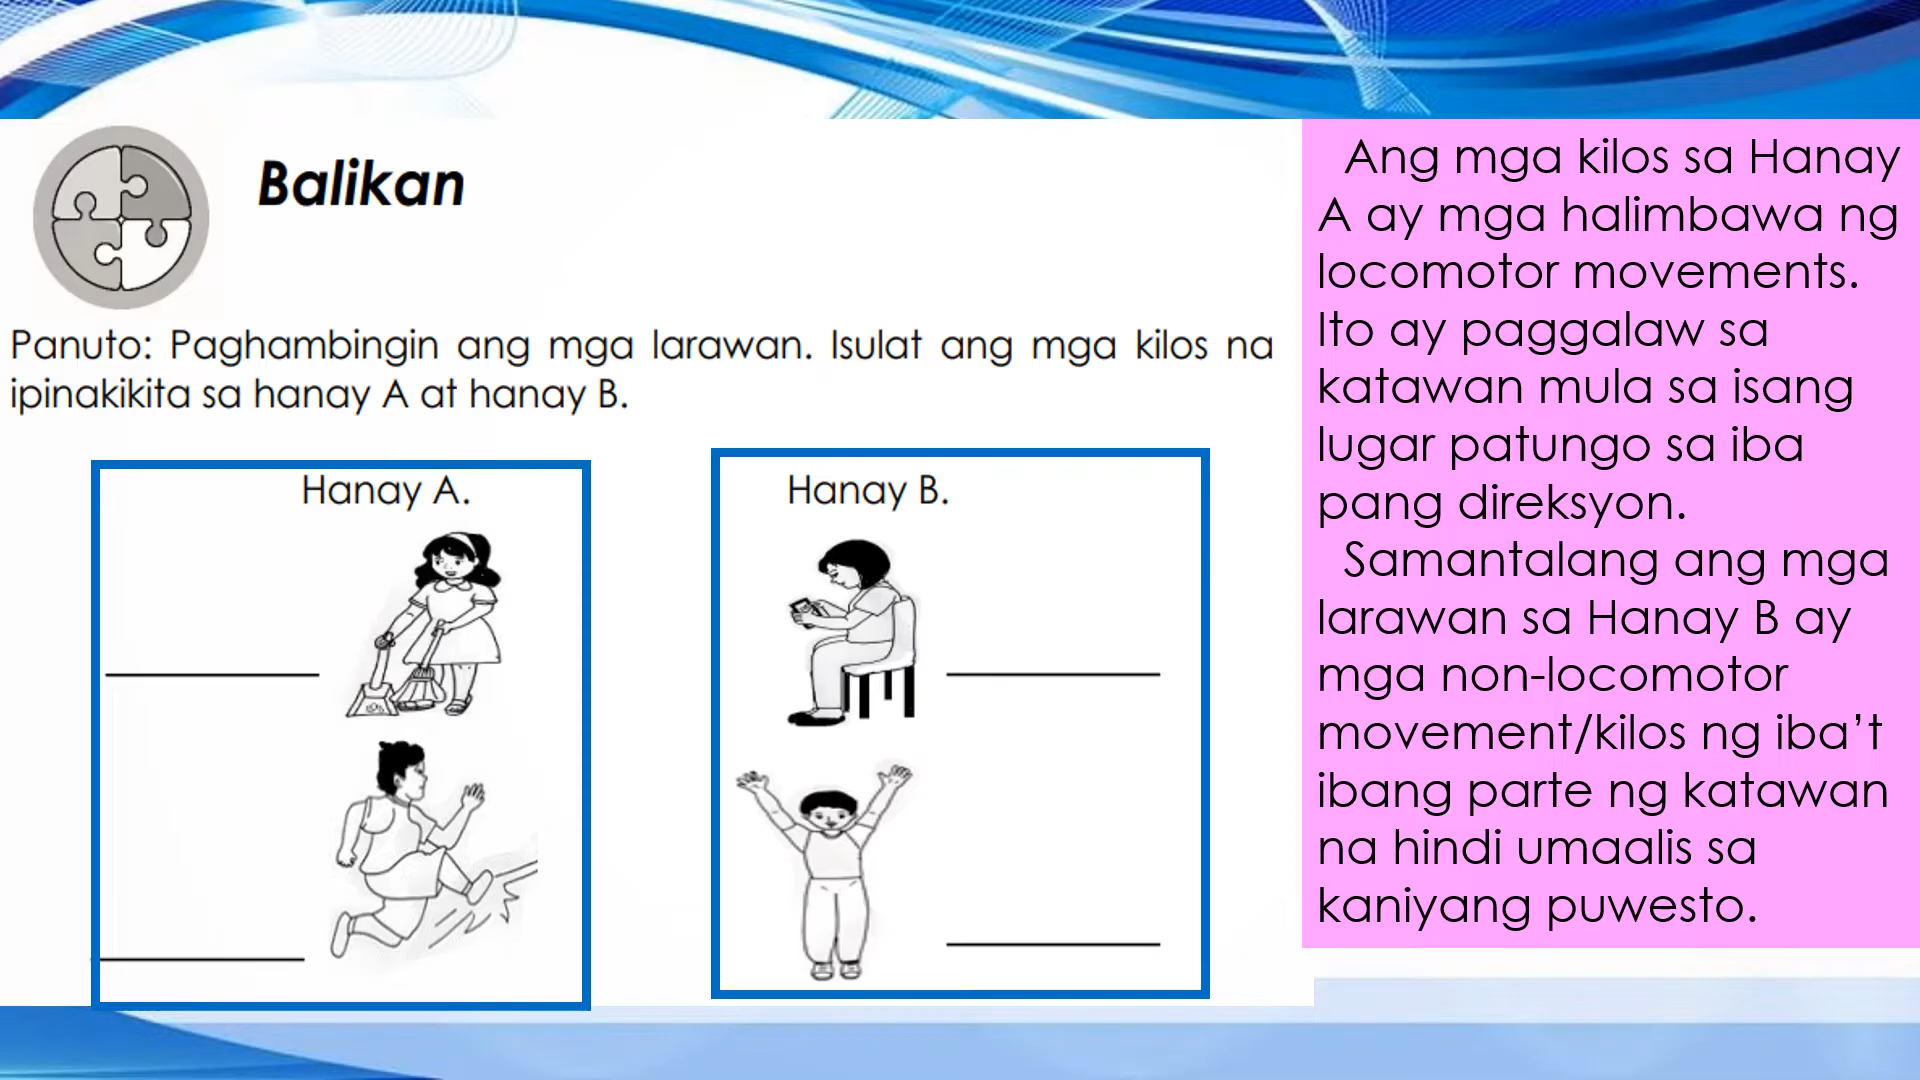 Balikan
Panuto: Paghambingin ang mga larawan. Isulat ang mga kilos na
ipinakikita sa hanay A at hanay B.
Hanay A.
Hanay B.
Ang mga kilos sa Hanay
A ay mga halimbawa ng
locomotor movements.
Ito ay paggalaw sa
katawan mula sa isang
lugar patungo sa iba
pang direksyon.
Samantalang ang mga
larawan sa Hanay B ay
mga non-locomotor
movement/kilos ng iba’t
ibang parte ng katawan
na hindi umaalis sa
kaniyang puwesto.